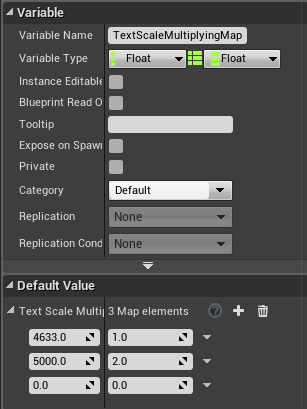 Variable
Variable Name TextScaleMultiplyingMap
Variable Type Float Float
Instance Editable
Blueprint Read O
Tooltip
Expose on Spawn
Private
Category Default
Replication None
Replication Cond None
Default Value
Text Scale Multip 3 Map elements
4633.0 1.0
5000.0 2.0
0.0 0.0